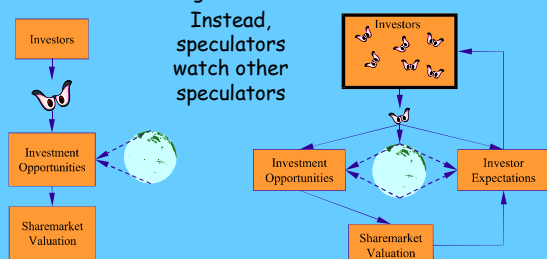 Instead,
speculators
watch other
speculators
Investors
Investment
Opportunities
Sharemarket
Valuation
Investors
Investment
Opportunities
Investor
Expectations
Sharemarket
Valuation